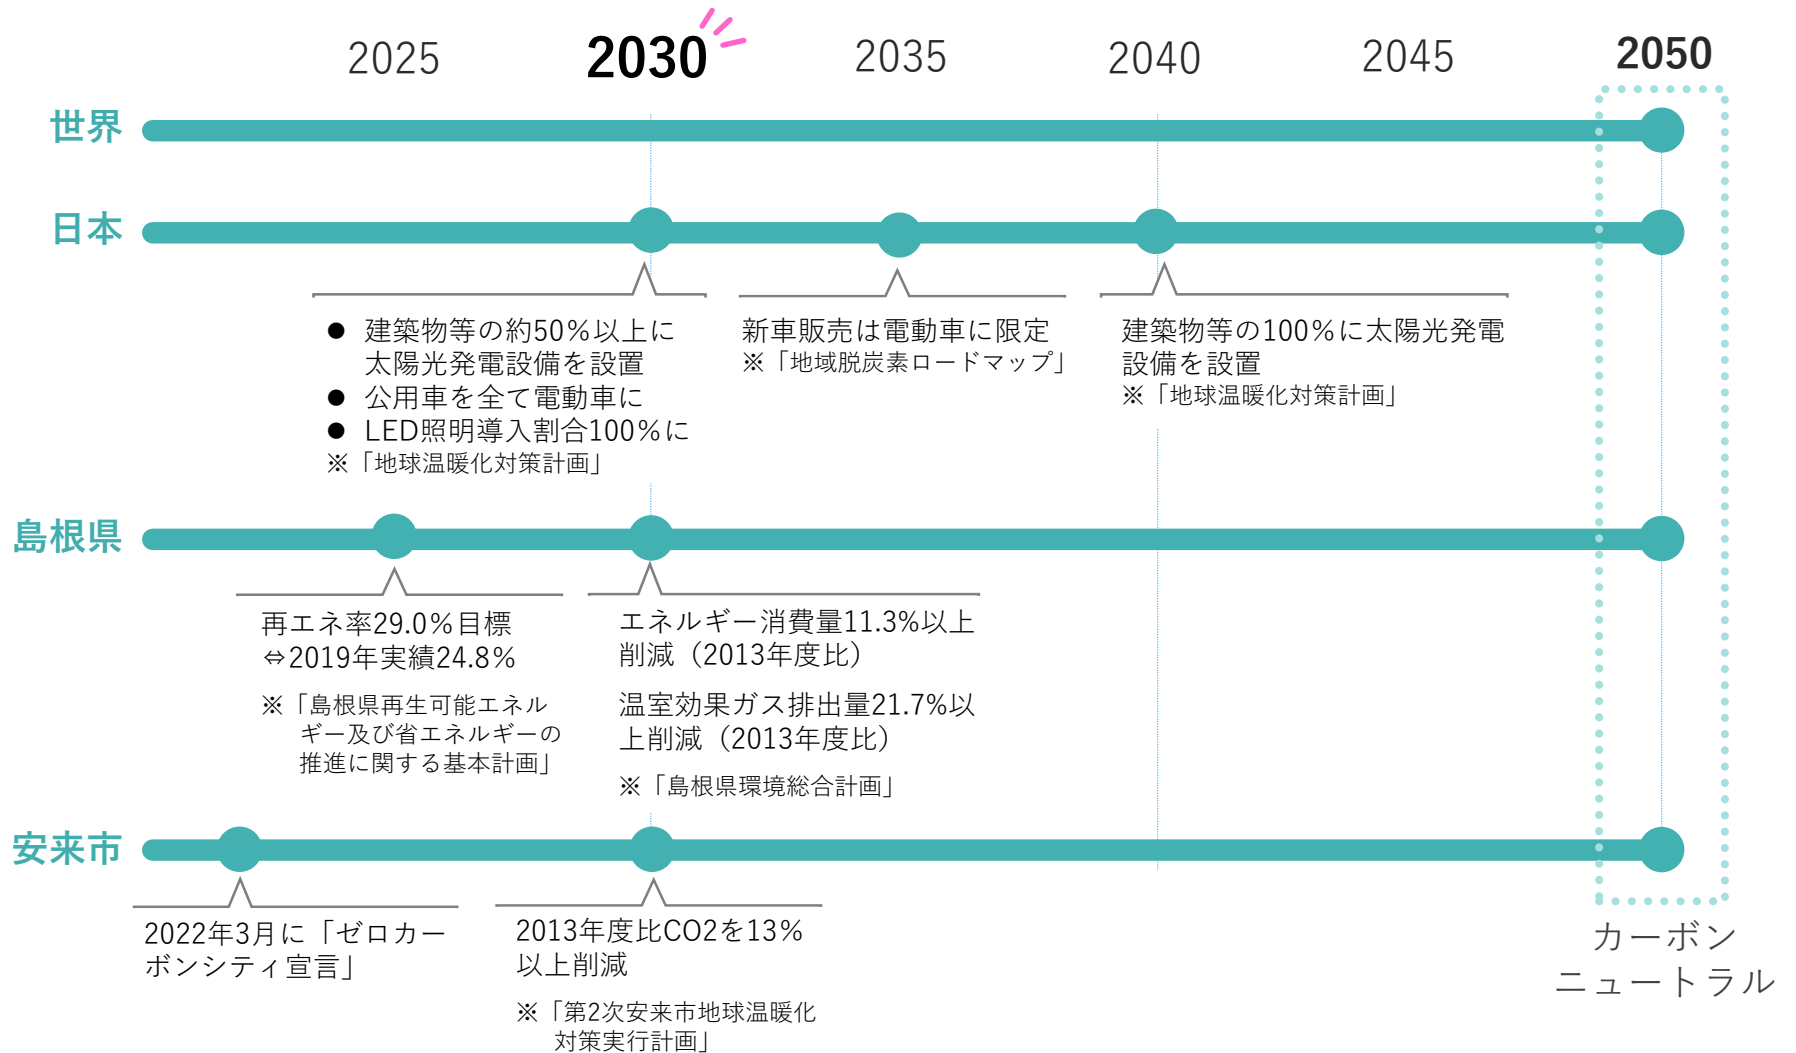 2025
2030
2035
2040
2045
2050
世界
日本
● 建築物等の約50%以上に
太陽光発電設備を設置
● 公用車を全て電動車に
● LED照明導入割合100%に
※「地球温暖化対策計画」
新車販売は電動車に限定
※「地域脱炭素ロードマップ」
建築物等の100%に太陽光発電
設備を設置
※「地球温暖化対策計画」
島根県
再エネ率29.0%目標
⇔2019年実績24.8%
※「島根県再生可能エネル
ギー及び省エネルギーの
推進に関する基本計画」
エネルギー消費量11.3%以上
削減（2013年度比）
温室効果ガス排出量21.7%以
上削減（2013年度比）
※「島根県環境総合計画」
安来市
2022年3月に「ゼロカー
ボンシティ宣言」
2013年度比CO2を13%
以上削減
※「第2次安来市地球温暖化
対策実行計画」
カーボン
ニュートラル